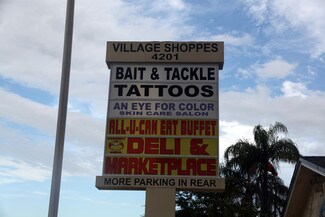 VILLAGE SHOPPES
4201
BAIT & TACKLE
TATTOOS
AN EYE FOR COLOR
SKIN CARE SALON
ALL-U-CAN EAT BUFFET
DELI &
MARKETPLACE
MORE PARKING IN REAR